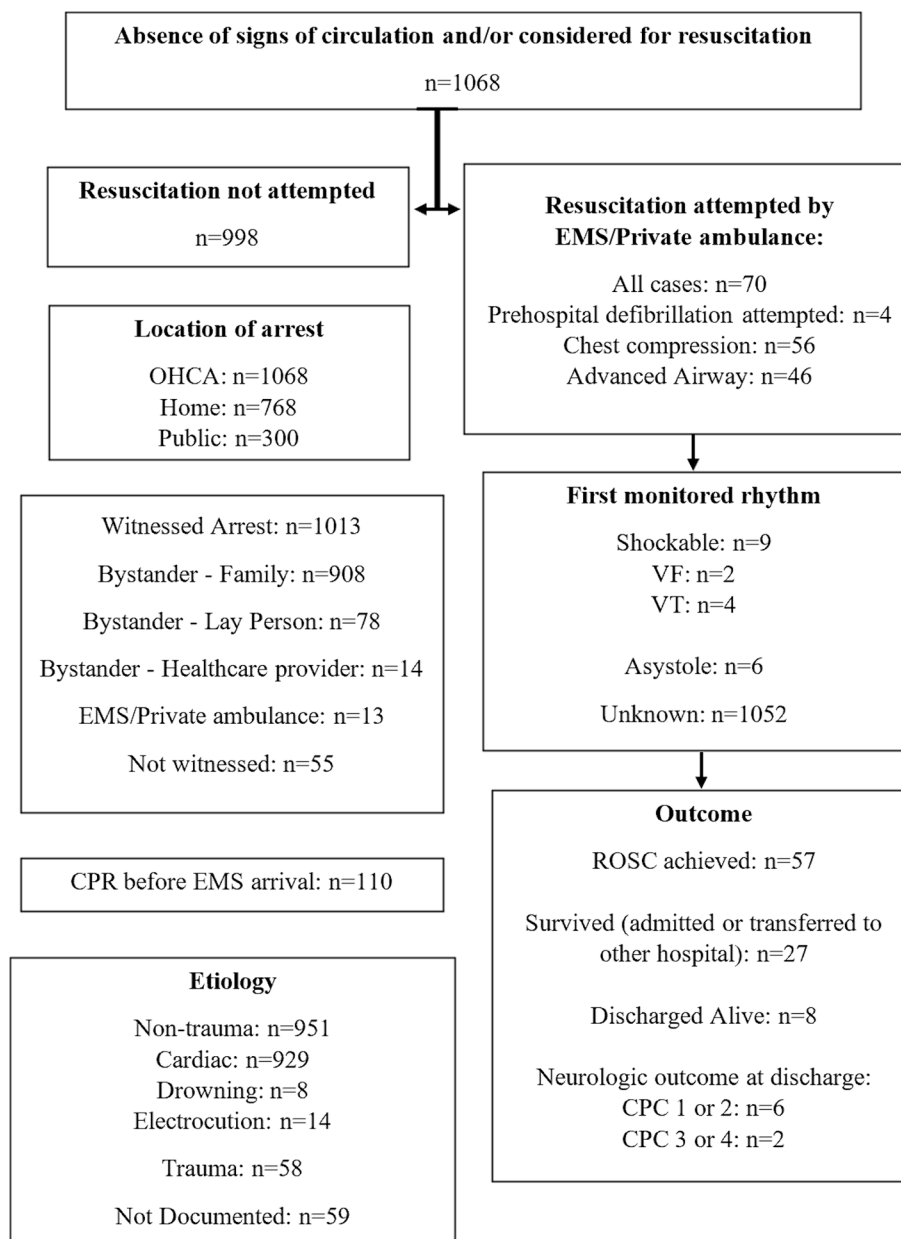 Absence of signs of circulation and/or considered for resuscitation
n=1068
Resuscitation not attempted
n=998
Resuscitation attempted by
EMS/Private ambulance:
All cases: n=70
Prehospital defibrillation attempted: n=4
Chest compression: n=56
Advanced Airway: n=46
Location of arrest
OHCA: n=1068
Home: n=768
Public: n=300
First monitored rhythm
Shockable: n=9
VF: n=2
VT: n=4
Asystole: n=6
Unknown: n=1052
Witnessed Arrest: n=1013
Bystander - Family: n=908
Bystander - Lay Person: n=78
Bystander - Healthcare provider: n=14
EMS/Private ambulance: n=13
Not witnessed: n=55
Outcome
ROSC achieved: n=57
Survived (admitted or transferred to
other hospital): n=27
Discharged Alive: n=8
Neurologic outcome at discharge:
CPC 1 or 2: n=6
CPC 3 or 4: n=2
CPR before EMS arrival: n=110
Etiology
Non-trauma: n=951
Cardiac: n=929
Drowning: n=8
Electrocution: n=14
Trauma: n=58
Not Documented: n=59